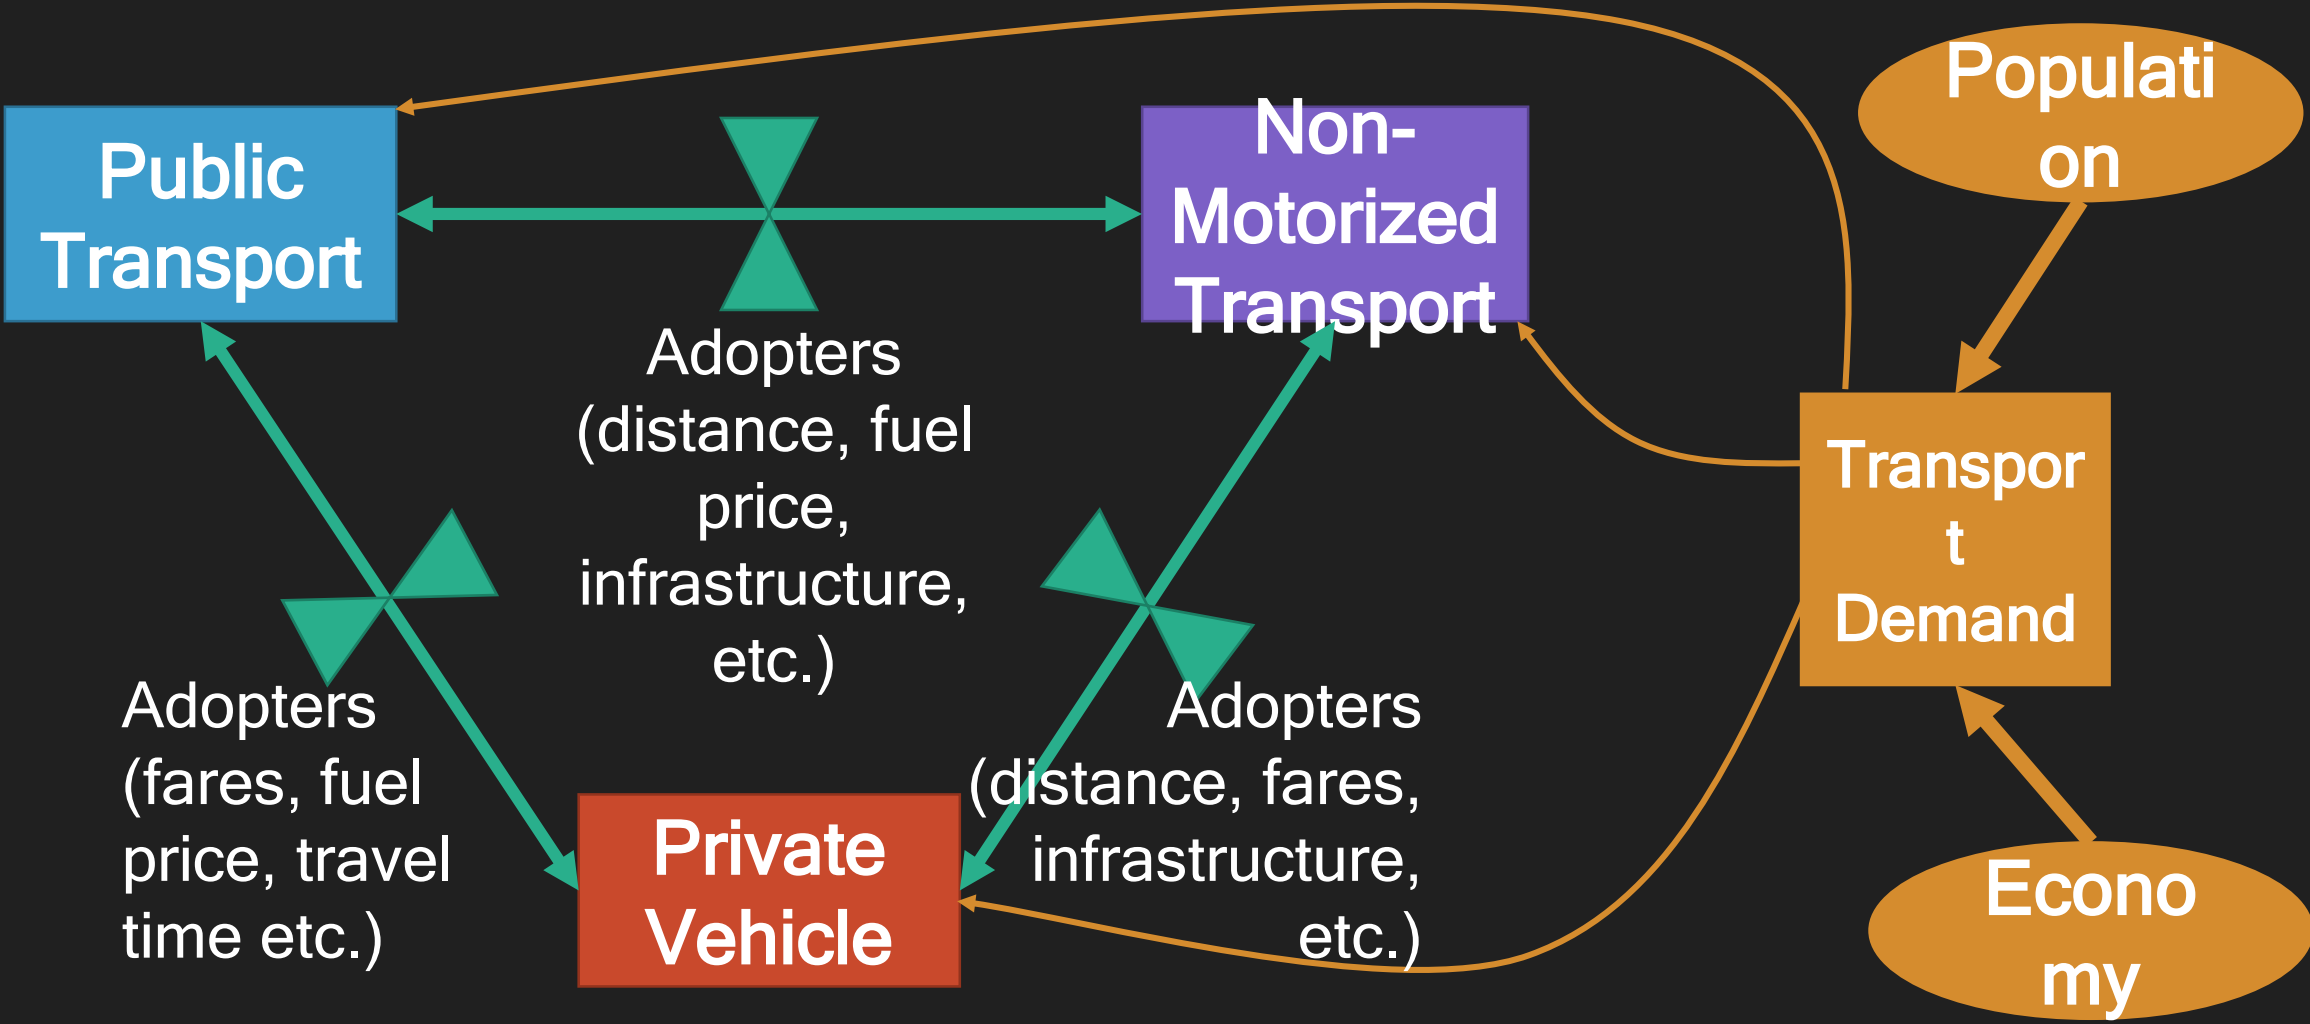 Public
Transport
Non-
Motorized
Transport
Populati
on
Adopters
(distance, fuel
price,
infrastructure,
etc.)
Transpor
t
Demand
Adopters
(fares, fuel
price, travel
time etc.)
Private
Vehicle
Adopters
(distance, fares,
infrastructure,
etc.)
Econo
my